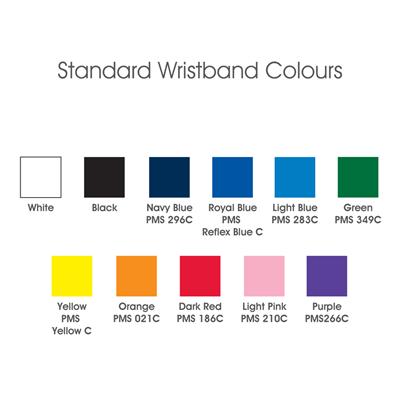 Standard Wristband Colours
White
Black
Navy Blue
PMS 296C
Royal Blue
PMS
Reflex Blue C
Light Blue
PMS 283C
Green
PMS 349C
Yellow
PMS
Yellow C
Orange
PMS 021C
Dark Red
PMS 186C
Light Pink
PMS 210C
Purple
PMS266C